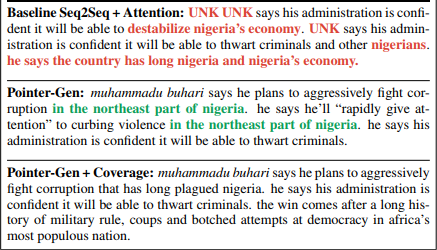 Baseline Seq2Seq + Attention: UNK UNK says his administration is confi-
dent it will be able to destabilize nigeria's economy. UNK says admin-
istration is confident it will be able to thwart criminals and other nigerians.
he says the country has long nigeria and nigeria's economy.
Pointer-Gen: muhammadu buhari says he plans to aggressively fight cor-
ruption in the northeast part of nigeria. he says he'll "rapidly give at-
tention" to curbing violence in the northeast part of nigeria. he says his
administration is confident it will be able to thwart criminals.
Pointer-Gen + Coverage: muhammadu buhari says he plans to aggressively
fight corruption that has long plagued nigeria. he says his administration is
confident it will be able to thwart criminals. the win comes after a long his-
tory of military rule, coups and botched attempts at democracy in africa's
most populous nation.